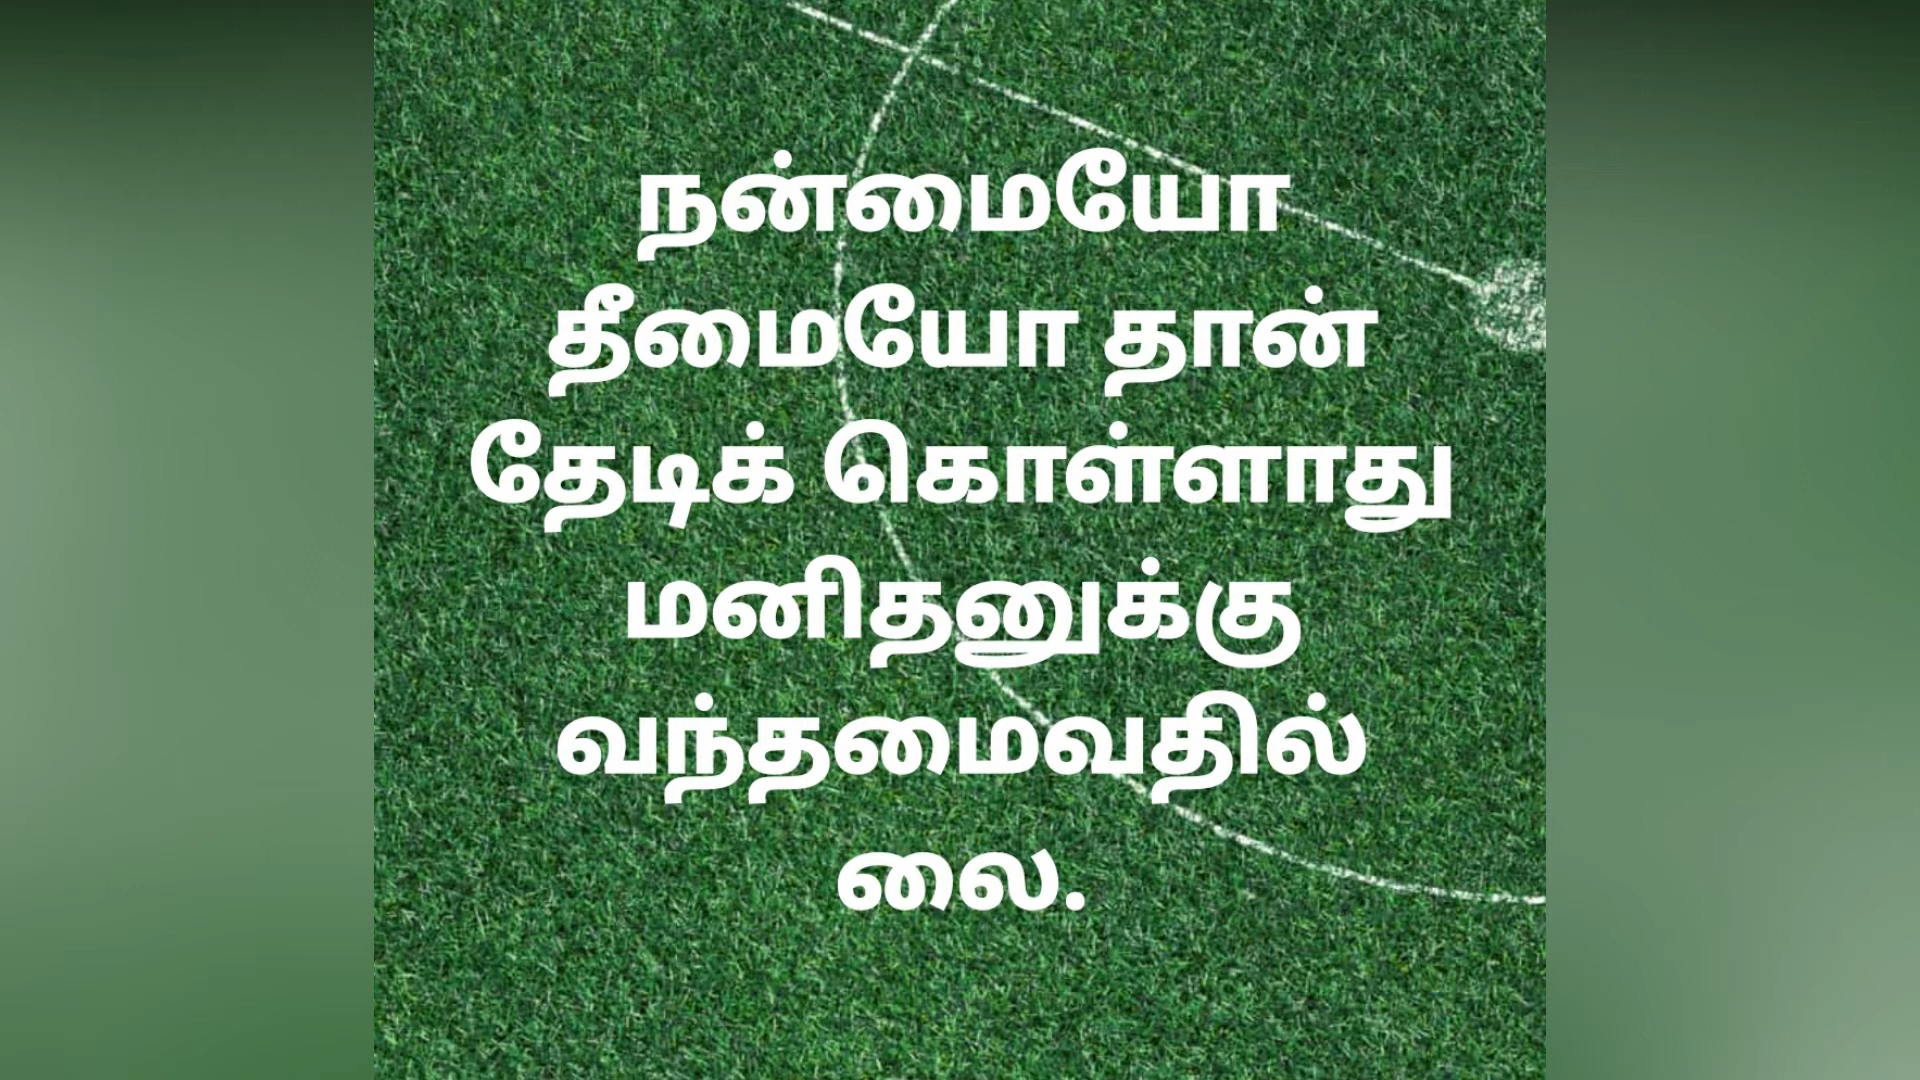 நன்மையோ
தீமையோ தான்
தேடிக் கொள்ளாது
மனிதனுக்கு
வந்தமைவதில்
லை.